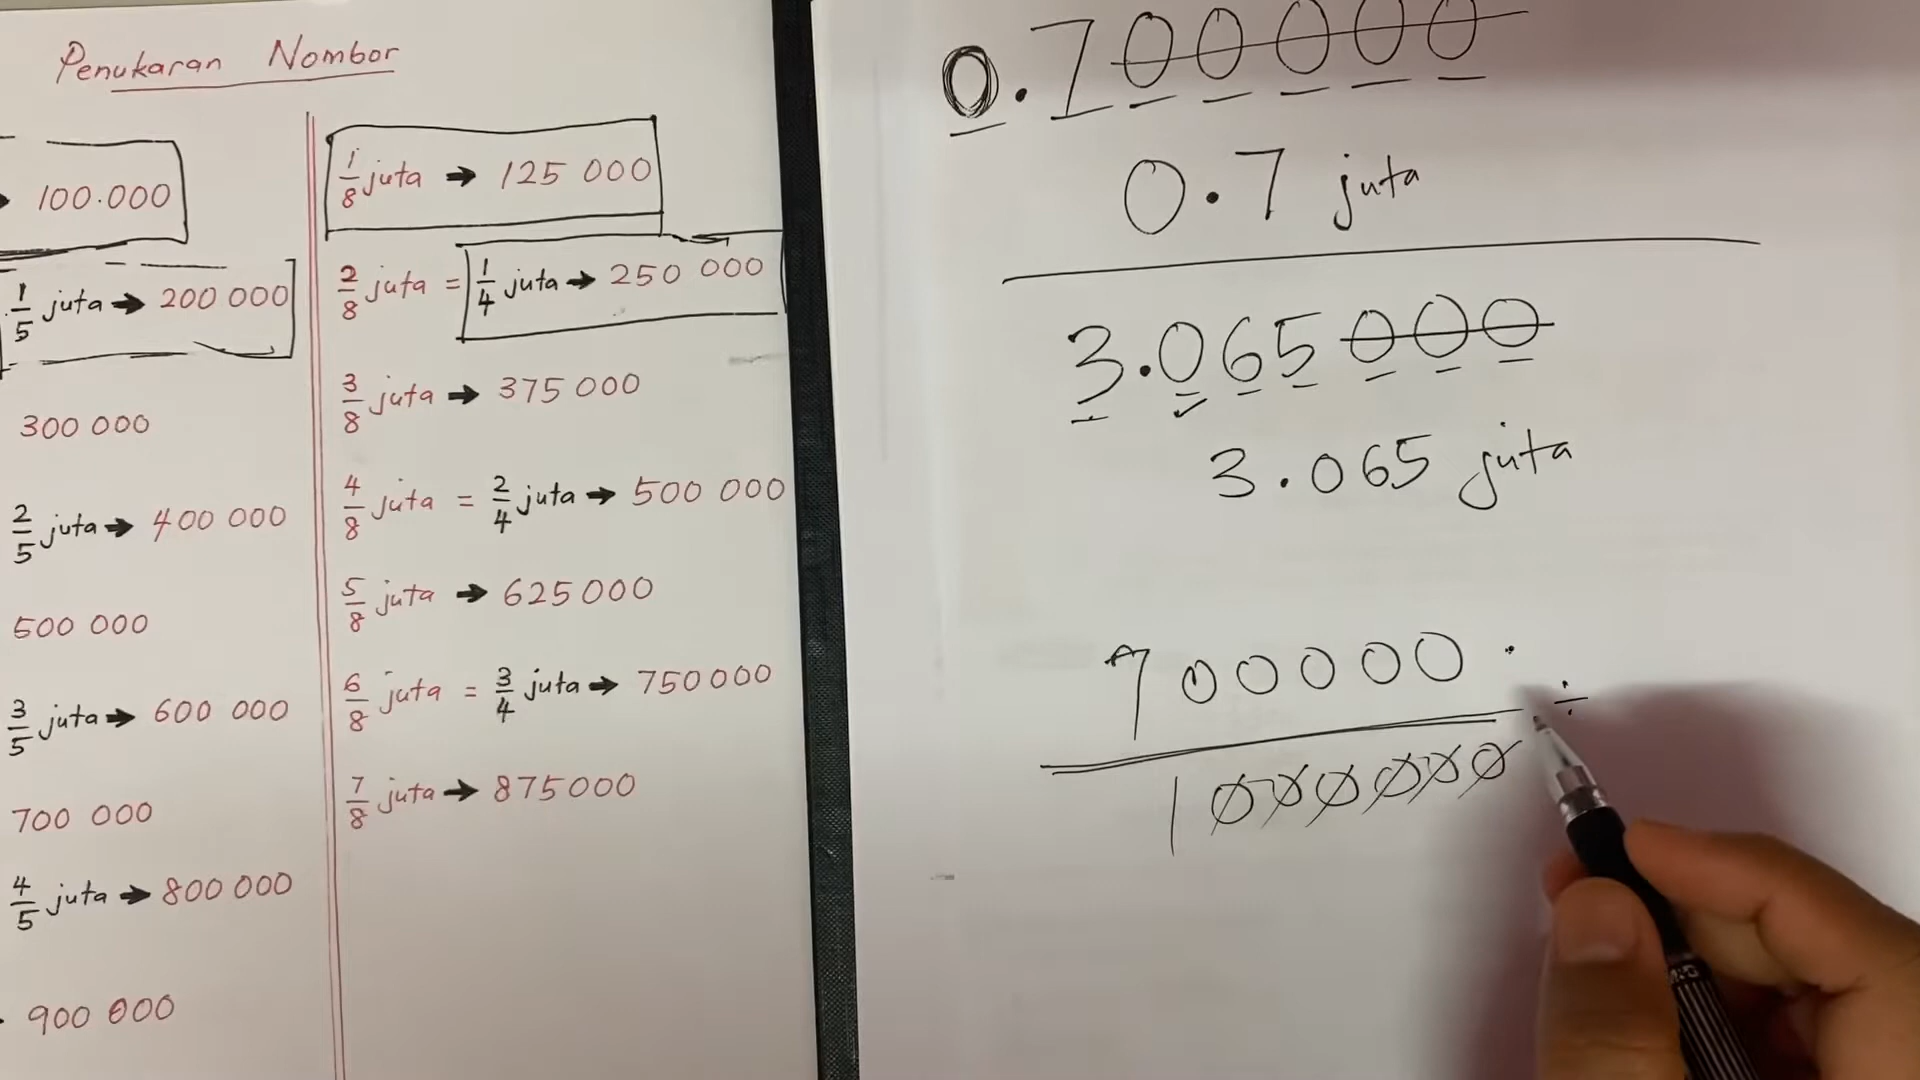 Penukaran Nombor
➔ 100.000
1/5 juta ➔ 200 000
300 000
2/5 juta ➔ 400 000
500 000
3/5 juta ➔ 600 000
700 000
4/5 juta ➔ 800 000
900 000
1/8 juta ➔ 125 000
2/8 juta = 1/4 juta ➔ 250 000
3/8 juta ➔ 375 000
4/8 juta = 2/4 juta ➔ 500 000
5/8 juta ➔ 625 000
6/8 juta = 3/4 juta ➔ 750 000
7/8 juta ➔ 875 000
0.700000
0.7 juta
3.065000
3.065 juta
700000. ÷
1000000